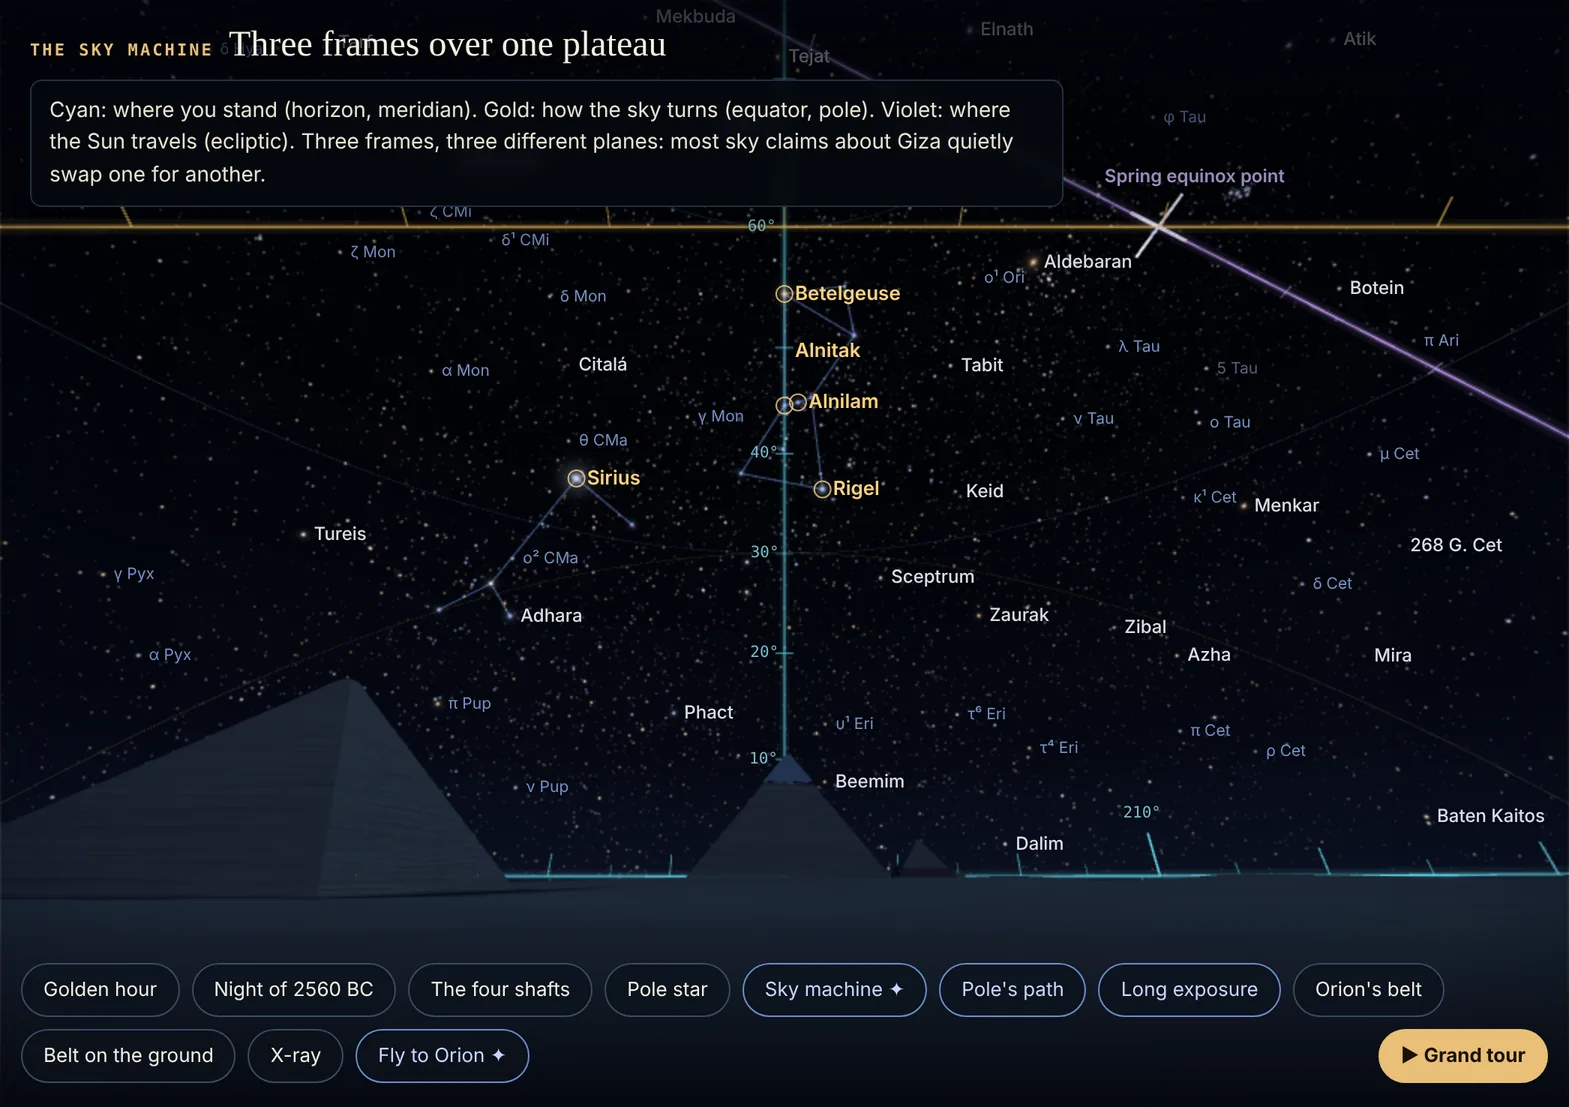 Mekbuda
Elnath
Atik
THE SKY MACHINE Three frames over one plateau
Tejat
Cyan: where you stand (horizon, meridian). Gold: how the sky turns (equator, pole). Violet: where
the Sun travels (ecliptic). Three frames, three different planes: most sky claims about Giza quietly
swap one for another.
φ Tau
Spring equinox point
ζ CMi
60°
δ¹ CMi
ζ Mon
Aldebaran
ο¹ Ori
Botein
δ Mon
Betelgeuse
π Ari
λ Tau
Alnitak
Citalá
Tabit
5 Tau
α Mon
Alnilam
γ Mon
ν Tau
ο Tau
θ CMa
40°
μ Cet
Sirius
Rigel
Keid
κ¹ Cet
Menkar
Tureis
268 G. Cet
30°
ο² CMa
γ Pyx
Sceptrum
δ Cet
Adhara
Zaurak
Zibal
α Pyx
20°
Azha
Mira
π Pup
Phact
υ¹ Eri
τ⁶ Eri
π Cet
τ⁴ Eri
ρ Cet
10°
ν Pup
Beemim
210°
Baten Kaitos
Dalim
Golden hour
Night of 2560 BC
The four shafts
Pole star
Sky machine ✦
Pole's path
Long exposure
Orion's belt
Belt on the ground
X-ray
Fly to Orion ✦
▶ Grand tour